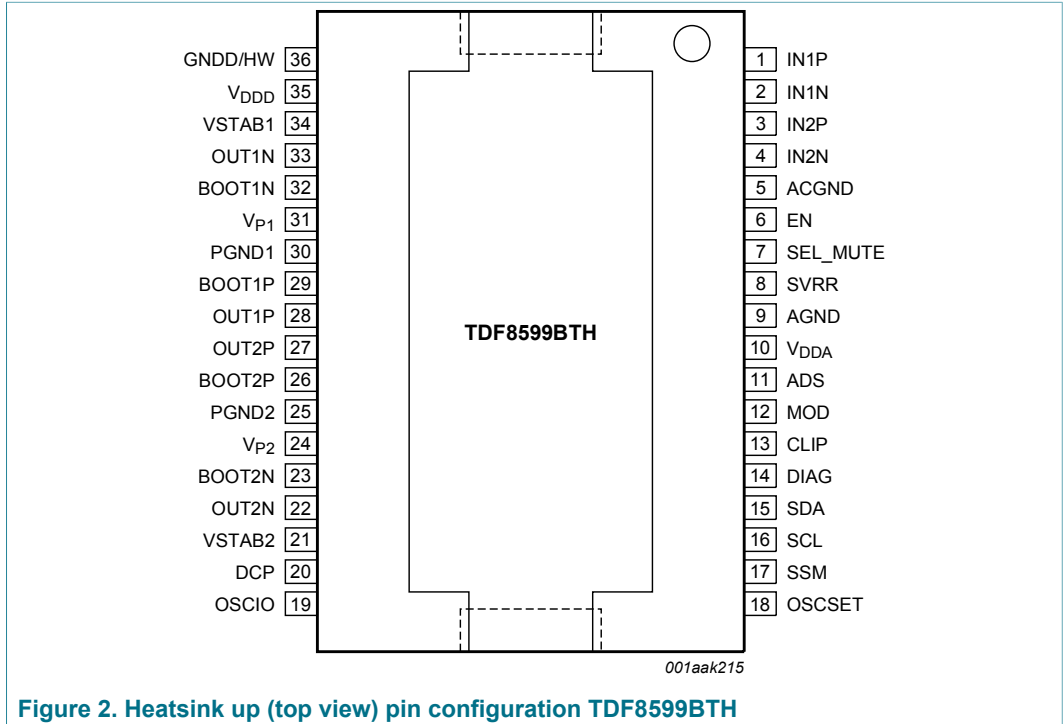 GNDD/HW 36 1 IN1P
VDDD 35 2 IN1N
VSTAB1 34 3 IN2P
OUT1N 33 4 IN2N
BOOT1N 32 5 ACGND
VP1 31 6 EN
PGND1 30 7 SEL_MUTE
BOOT1P 29 8 SVRR
OUT1P 28 9 AGND
TDF8599BTH
OUT2P 27 10 VDDA
BOOT2P 26 11 ADS
PGND2 25 12 MOD
VP2 24 13 CLIP
BOOT2N 23 14 DIAG
OUT2N 22 15 SDA
VSTAB2 21 16 SCL
DCP 20 17 SSM
OSCIO 19 18 OSCSET
001aak215
Figure 2. Heatsink up (top view) pin configuration TDF8599BTH